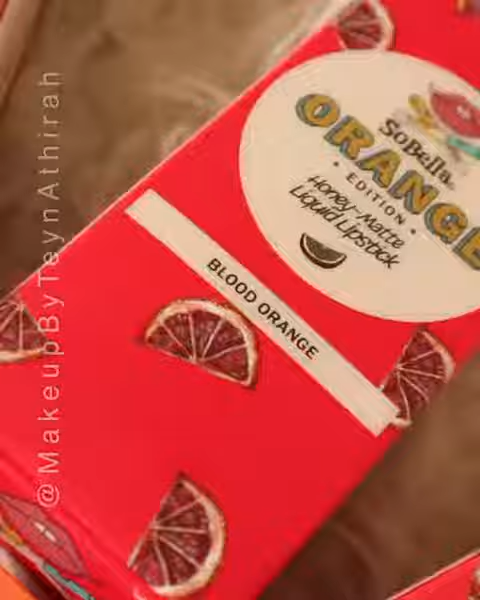 SoBella
ORANGE
• EDITION •
Honey-Matte
Liquid Lipstick
BLOOD ORANGE
@MakeupByTeynAthirah